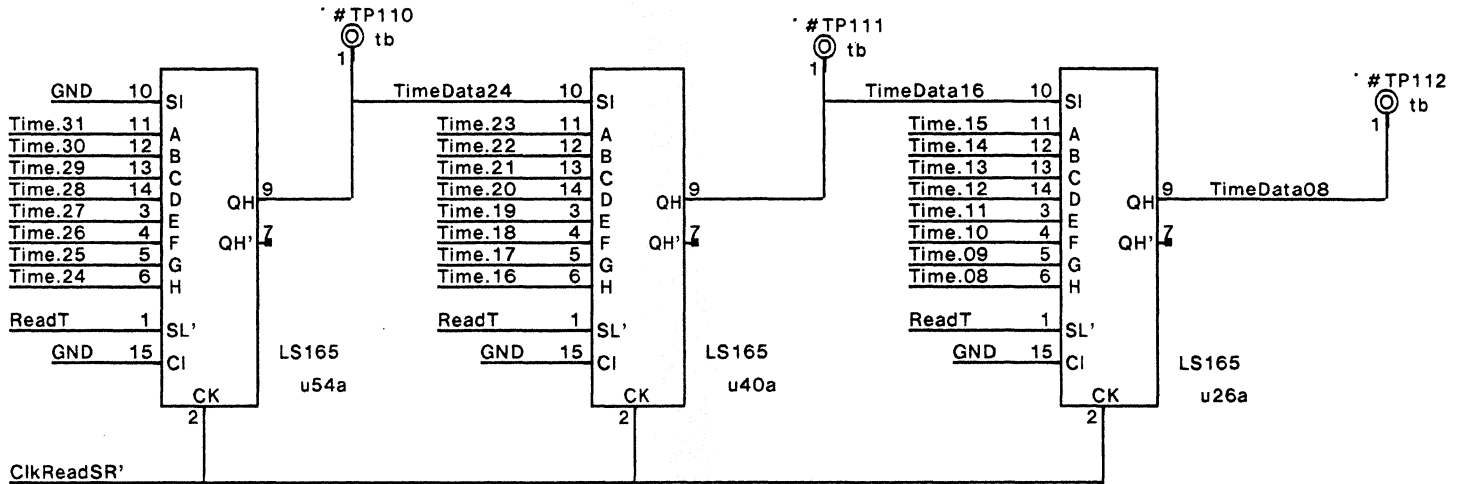 #TP110
tb
1
#TP111
tb
1
#TP112
tb
1
GND 10 SI
Time.31 11 A
Time.30 12 B
Time.29 13 C
Time.28 14 D
Time.27 3 E
Time.26 4 F
Time.25 5 G
Time.24 6 H
ReadT 1 SL'
GND 15 CI
CK
2
QH 9
QH' 7
LS165
u54a
TimeData24 10 SI
Time.23 11 A
Time.22 12 B
Time.21 13 C
Time.20 14 D
Time.19 3 E
Time.18 4 F
Time.17 5 G
Time.16 6 H
ReadT 1 SL'
GND 15 CI
CK
2
QH 9
QH' 7
LS165
u40a
TimeData16 10 SI
Time.15 11 A
Time.14 12 B
Time.13 13 C
Time.12 14 D
Time.11 3 E
Time.10 4 F
Time.09 5 G
Time.08 6 H
ReadT 1 SL'
GND 15 CI
CK
2
QH 9 TimeData08
QH' 7
LS165
u26a
ClkReadSR'